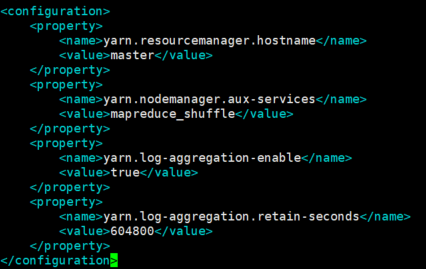 <configuration>
    <property>
        <name>yarn.resourcemanager.hostname</name>
        <value>master</value>
    </property>
    <property>
        <name>yarn.nodemanager.aux-services</name>
        <value>mapreduce_shuffle</value>
    </property>
    <property>
        <name>yarn.log-aggregation-enable</name>
        <value>true</value>
    </property>
    <property>
        <name>yarn.log-aggregation.retain-seconds</name>
        <value>604800</value>
    </property>
</configuration>